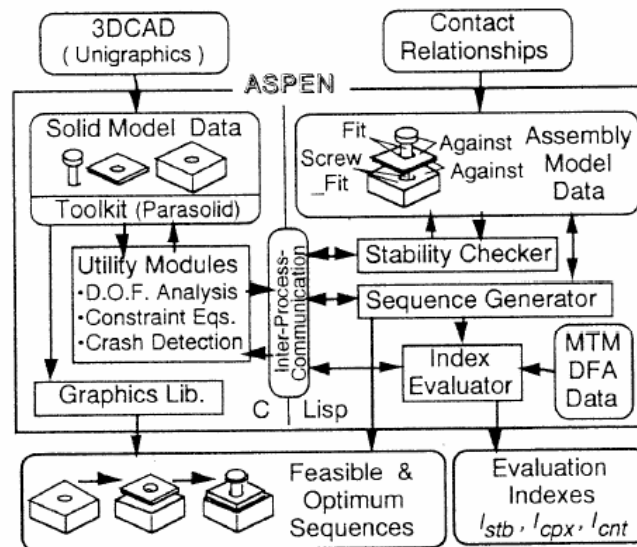 3DCAD
( Unigraphics )
Contact
Relationships
ASPEN
Solid Model Data
Toolkit (Parasolid)
Fit
Against
Screw
_Fit
Against
Assembly
Model
Data
Utility Modules
•D.O.F. Analysis
•Constraint Eqs.
•Crash Detection
Inter-Process-
Communication
Stability Checker
Sequence Generator
Index
Evaluator
MTM
DFA
Data
Graphics Lib.
C
Lisp
Feasible &
Optimum
Sequences
Evaluation
Indexes
Istb , Icpx , Icnt